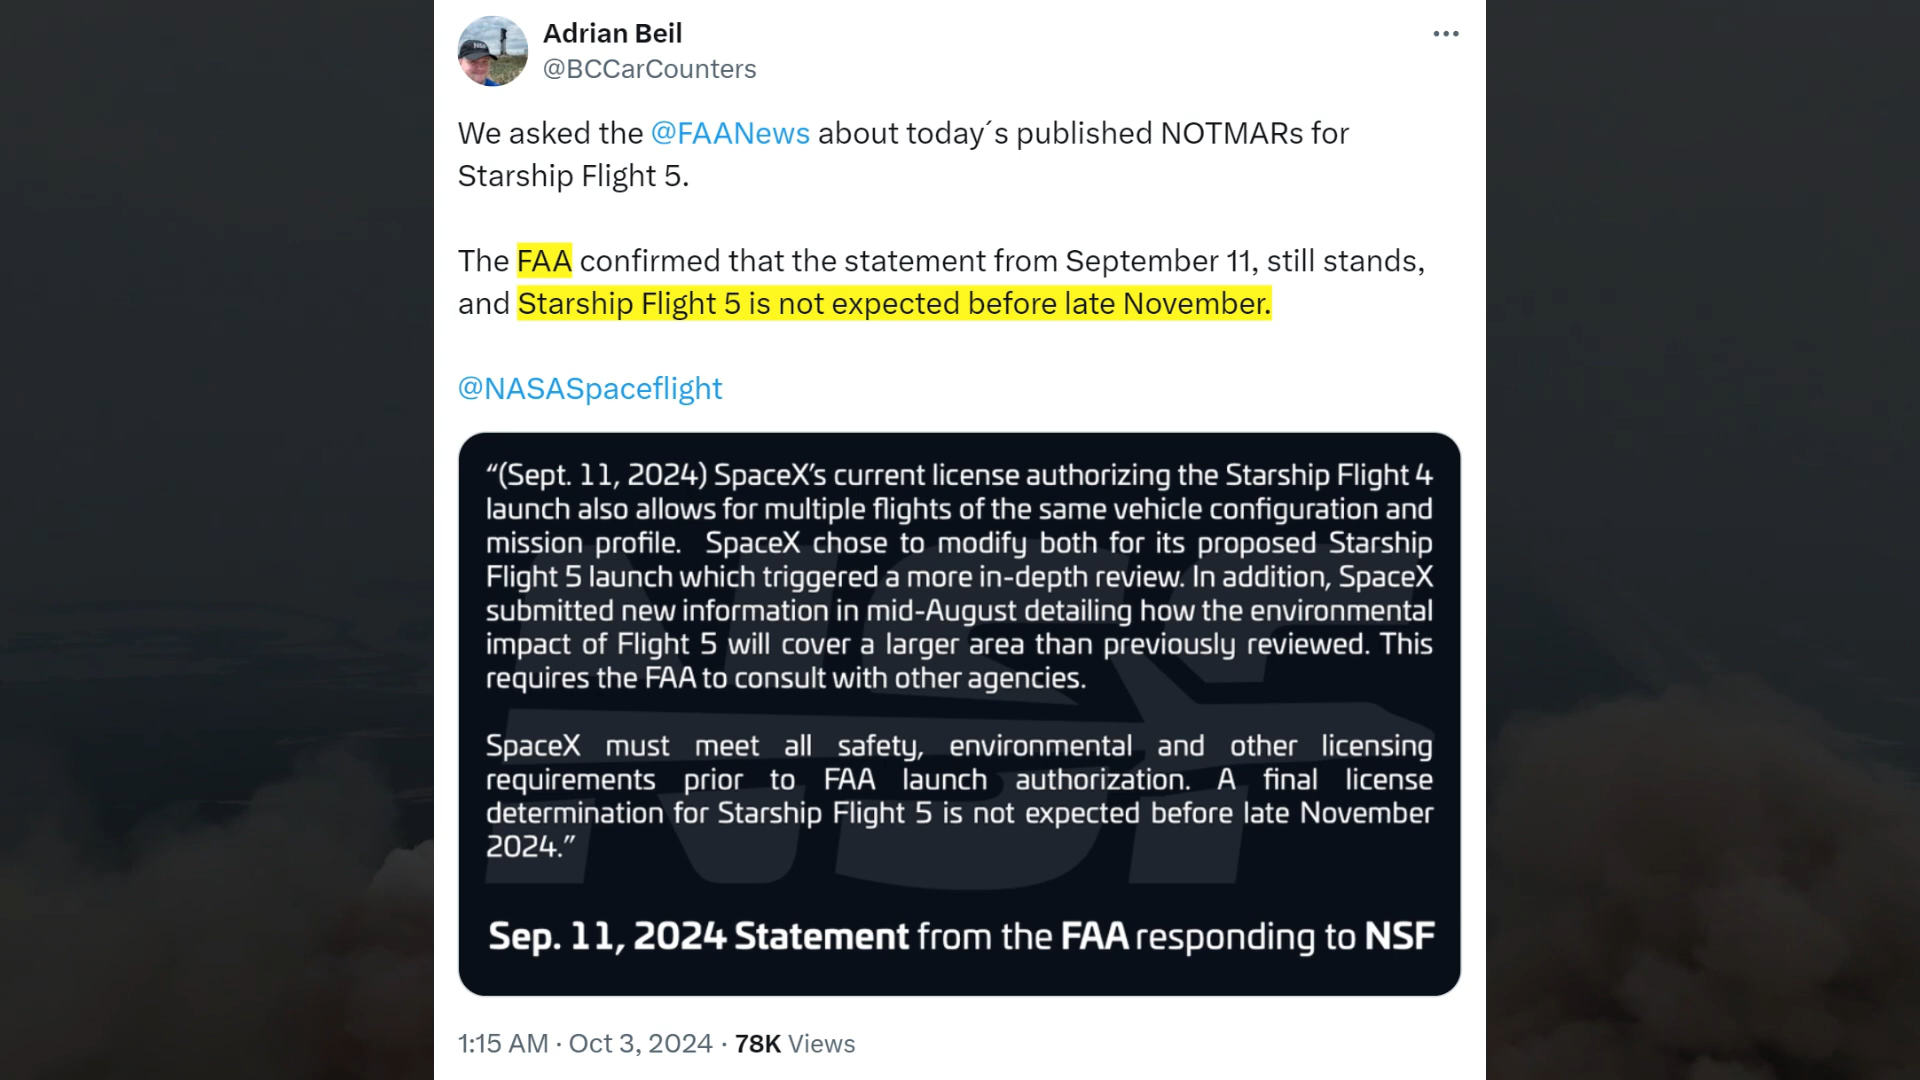 Adrian Beil
@BCCarCounters
We asked the @FAANews about today´s published NOTMARs for
Starship Flight 5.
The FAA confirmed that the statement from September 11, still stands,
and Starship Flight 5 is not expected before late November.
@NASASpaceflight
“(Sept. 11, 2024) SpaceX’s current license authorizing the Starship Flight 4
launch also allows for multiple flights of the same vehicle configuration and
mission profile. SpaceX chose to modify both for its proposed Starship
Flight 5 launch which triggered a more in-depth review. In addition, SpaceX
submitted new information in mid-August detailing how the environmental
impact of Flight 5 will cover a larger area than previously reviewed. This
requires the FAA to consult with other agencies.
SpaceX must meet all safety, environmental and other licensing
requirements prior to FAA launch authorization. A final license
determination for Starship Flight 5 is not expected before late November
2024.”
Sep. 11, 2024 Statement from the FAA responding to NSF
1:15 AM · Oct 3, 2024 · 78K Views